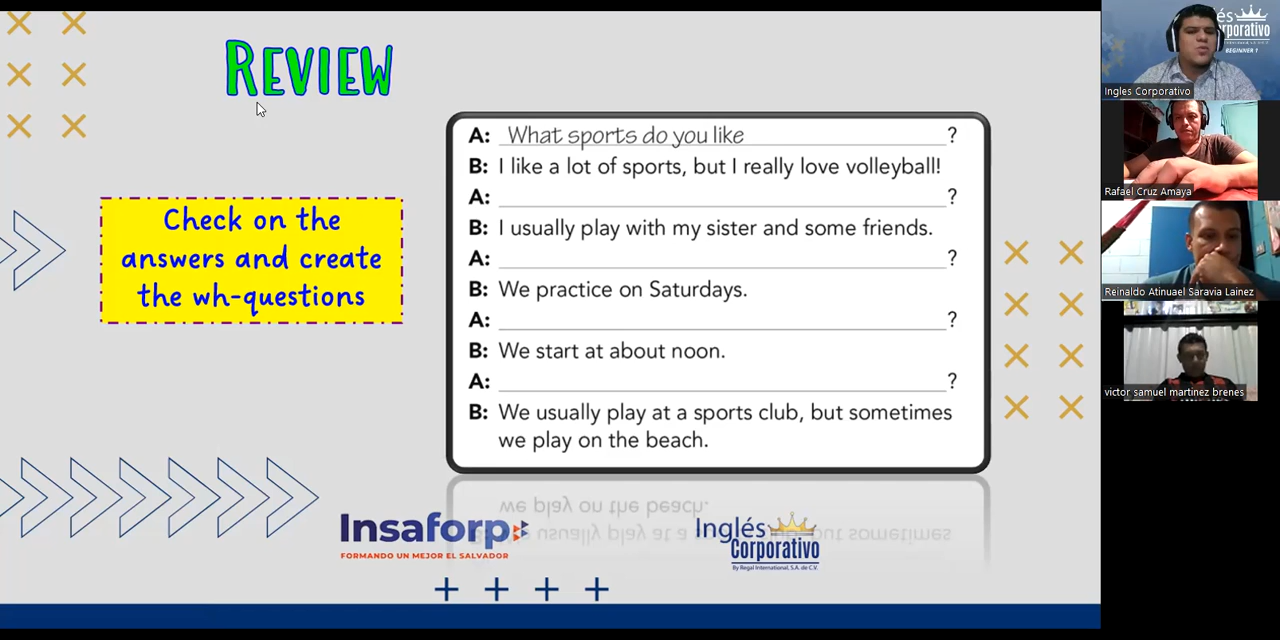 REVIEW
Check on the
answers and create
the wh-questions
A: What sports do you like ?
B: I like a lot of sports, but I really love volleyball!
A: ?
B: I usually play with my sister and some friends.
A: ?
B: We practice on Saturdays.
A: ?
B: We start at about noon.
A: ?
B: We usually play at a sports club, but sometimes
we play on the beach.
Insaforp
FORMANDO UN MEJOR EL SALVADOR
Inglés
Corporativo
By Regal International, S.A. de C.V.
BEGINNER 1
Ingles Corporativo
Rafael Cruz Amaya
Reinaldo Atinuael Saravia Lainez
victor samuel martinez brenes